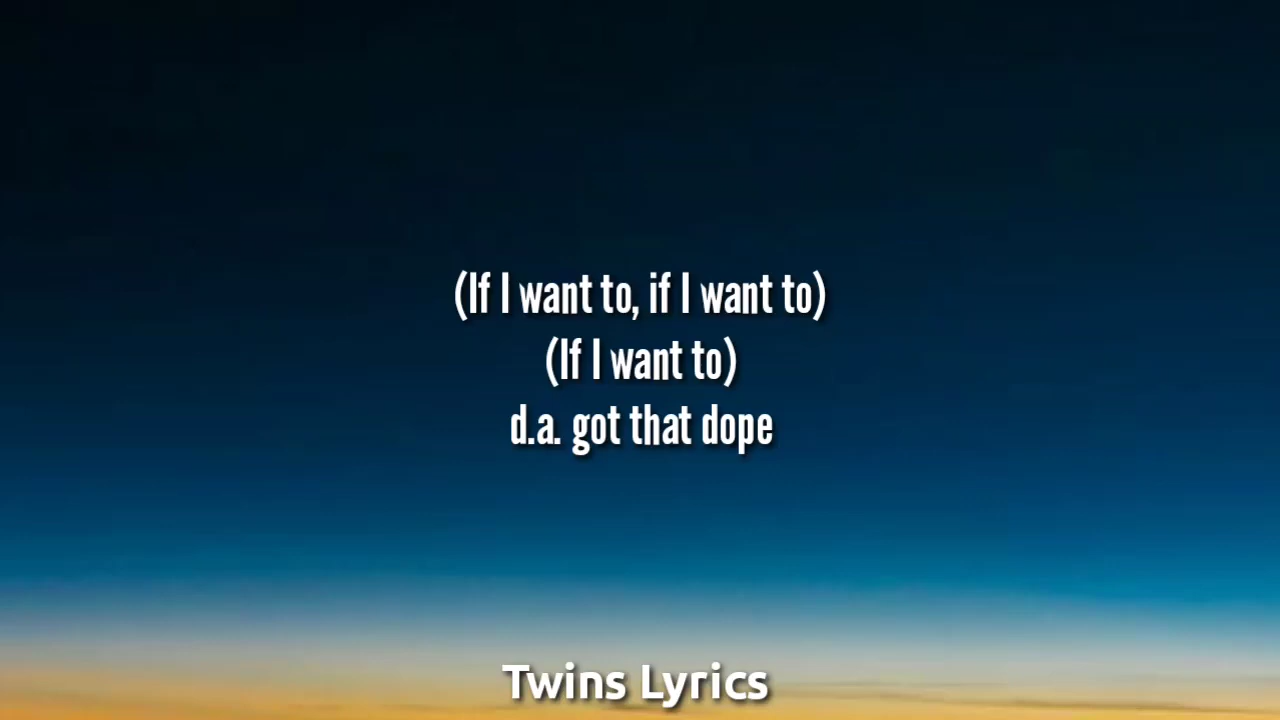 (If I want to, if I want to)
(If I want to)
d.a. got that dope
Twins Lyrics